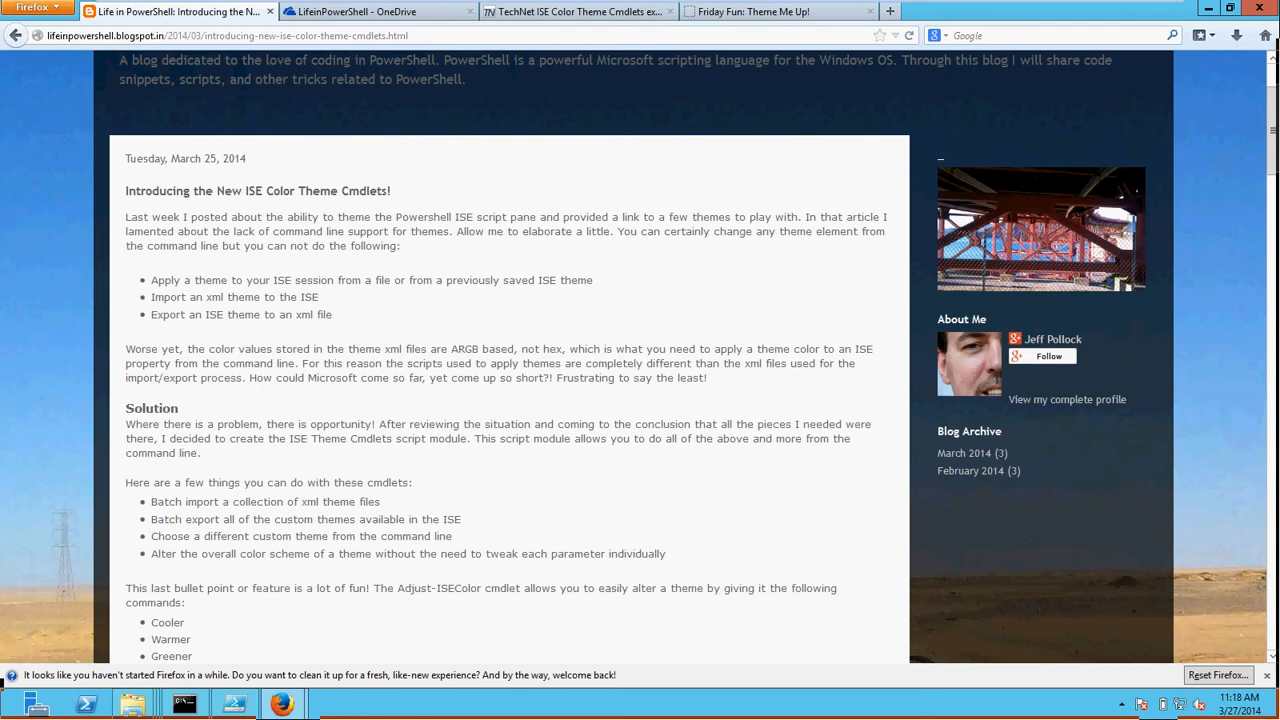 Firefox
Life in PowerShell: Introducing the N...
LifeinPowerShell - OneDrive
TechNet ISE Color Theme Cmdlets ex...
Friday Fun: Theme Me Up!
lifeinpowershell.blogspot.in/2014/03/introducing-new-ise-color-theme-cmdlets.html
Google
A blog dedicated to the love of coding in PowerShell. PowerShell is a powerful Microsoft scripting language for the Windows OS. Through this blog I will share code
snippets, scripts, and other tricks related to PowerShell.
Tuesday, March 25, 2014
Introducing the New ISE Color Theme Cmdlets!
Last week I posted about the ability to theme the Powershell ISE script pane and provided a link to a few themes to play with. In that article I
lamented about the lack of command line support for themes. Allow me to elaborate a little. You can certainly change any theme element from
the command line but you can not do the following:
Apply a theme to your ISE session from a file or from a previously saved ISE theme
Import an xml theme to the ISE
Export an ISE theme to an xml file
Worse yet, the color values stored in the theme xml files are ARGB based, not hex, which is what you need to apply a theme color to an ISE
property from the command line. For this reason the scripts used to apply themes are completely different than the xml files used for the
import/export process. How could Microsoft come so far, yet come up so short?! Frustrating to say the least!
Solution
Where there is a problem, there is opportunity! After reviewing the situation and coming to the conclusion that all the pieces I needed were
there, I decided to create the ISE Theme Cmdlets script module. This script module allows you to do all of the above and more from the
command line.
Here are a few things you can do with these cmdlets:
Batch import a collection of xml theme files
Batch export all of the custom themes available in the ISE
Choose a different custom theme from the command line
Alter the overall color scheme of a theme without the need to tweak each parameter individually
This last bullet point or feature is a lot of fun! The Adjust-ISEColor cmdlet allows you to easily alter a theme by giving it the following
commands:
Cooler
Warmer
Greener
About Me
Jeff Pollock
Follow
View my complete profile
Blog Archive
March 2014 (3)
February 2014 (3)
It looks like you haven't started Firefox in a while. Do you want to clean it up for a fresh, like-new experience? And by the way, welcome back!
Reset Firefox...
11:18 AM
3/27/2014